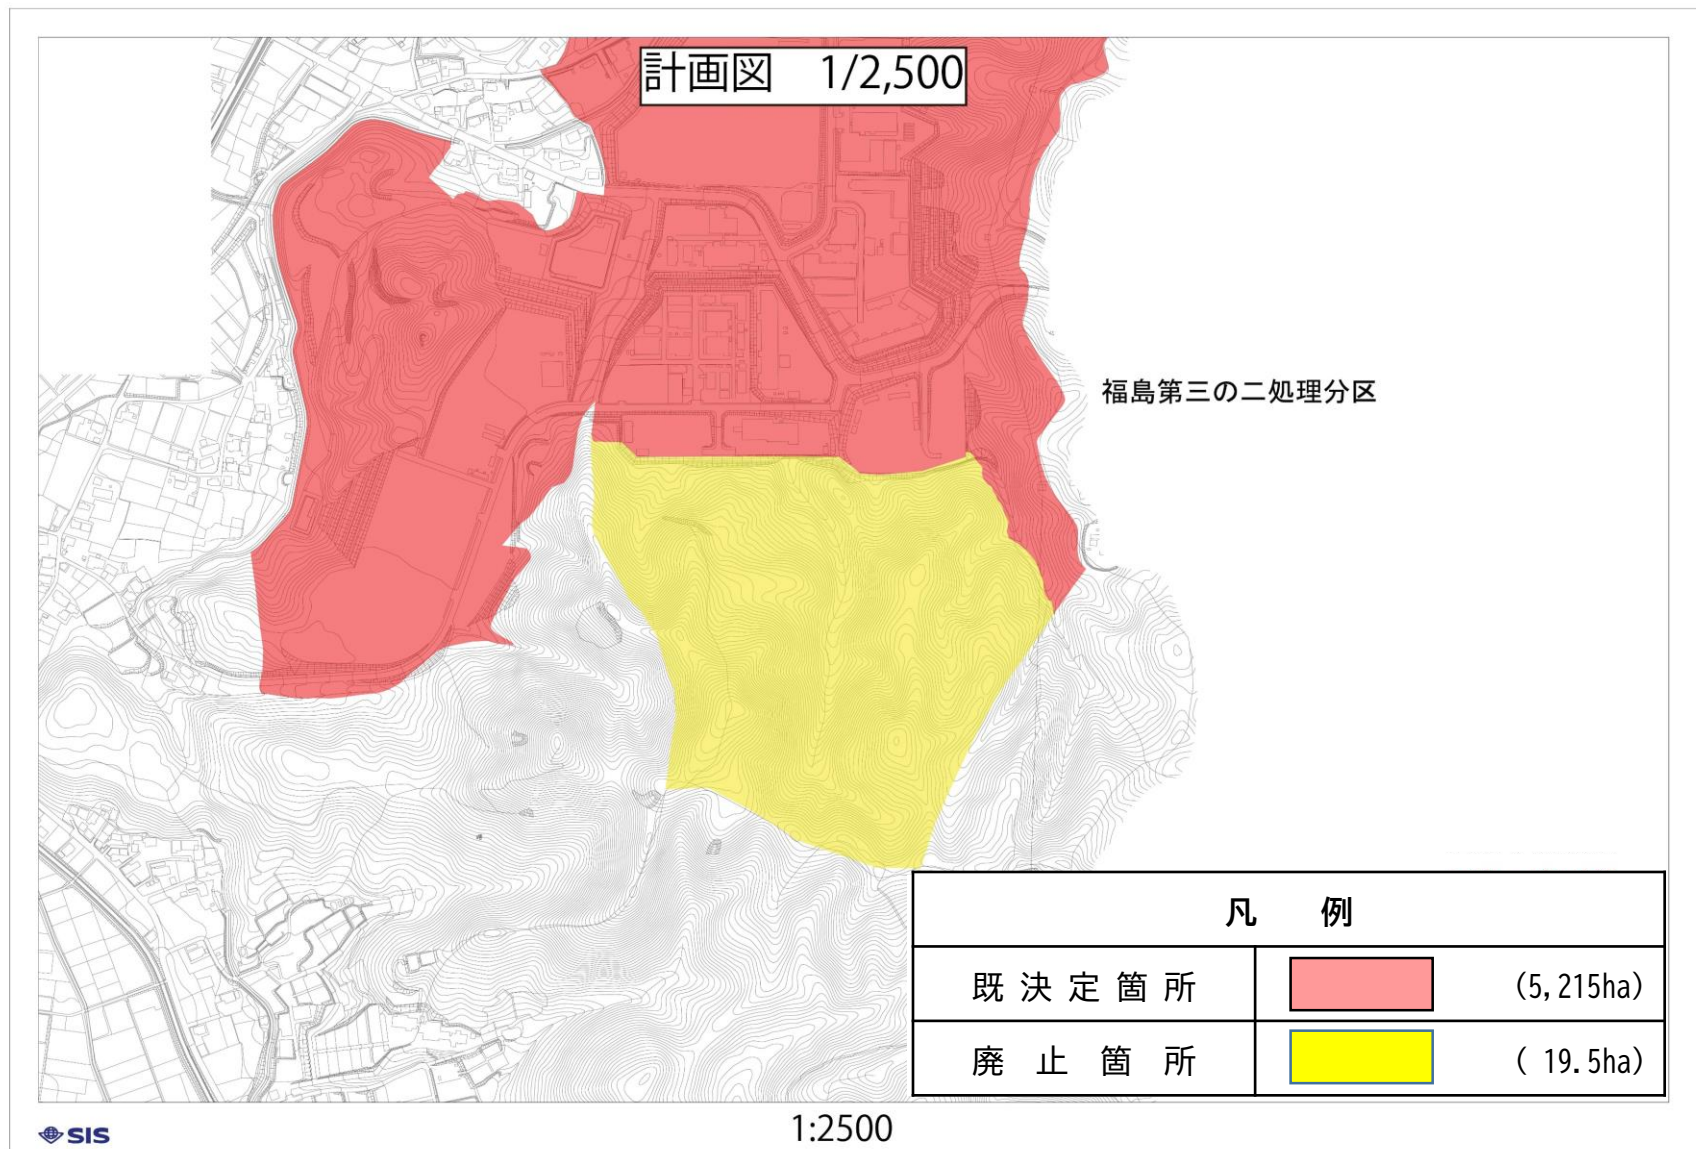 計画図 1/2,500
福島第三の二処理分区
凡 例
既決定箇所 (5,215ha)
廃止箇所 ( 19.5ha)
1:2500
SIS